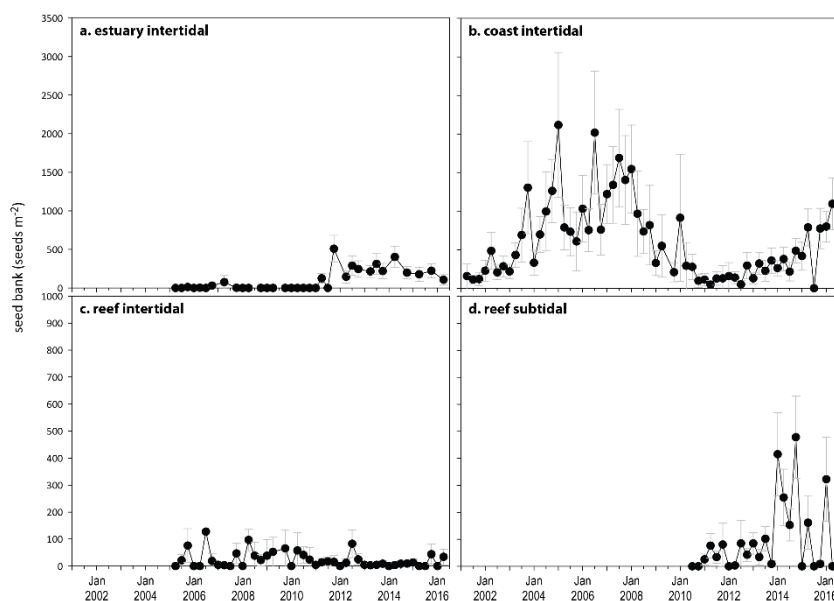 a. estuary intertidal
b. coast intertidal
3500
3000
2500
2000
1500
1000
500
0
seed bank (seeds m⁻²)
c. reef intertidal
d. reef subtidal
1000
900
800
700
600
500
400
300
200
100
0
Jan Jan Jan Jan Jan Jan Jan Jan
2002 2004 2006 2008 2010 2012 2014 2016
Jan Jan Jan Jan Jan Jan Jan Jan
2002 2004 2006 2008 2010 2012 2014 2016